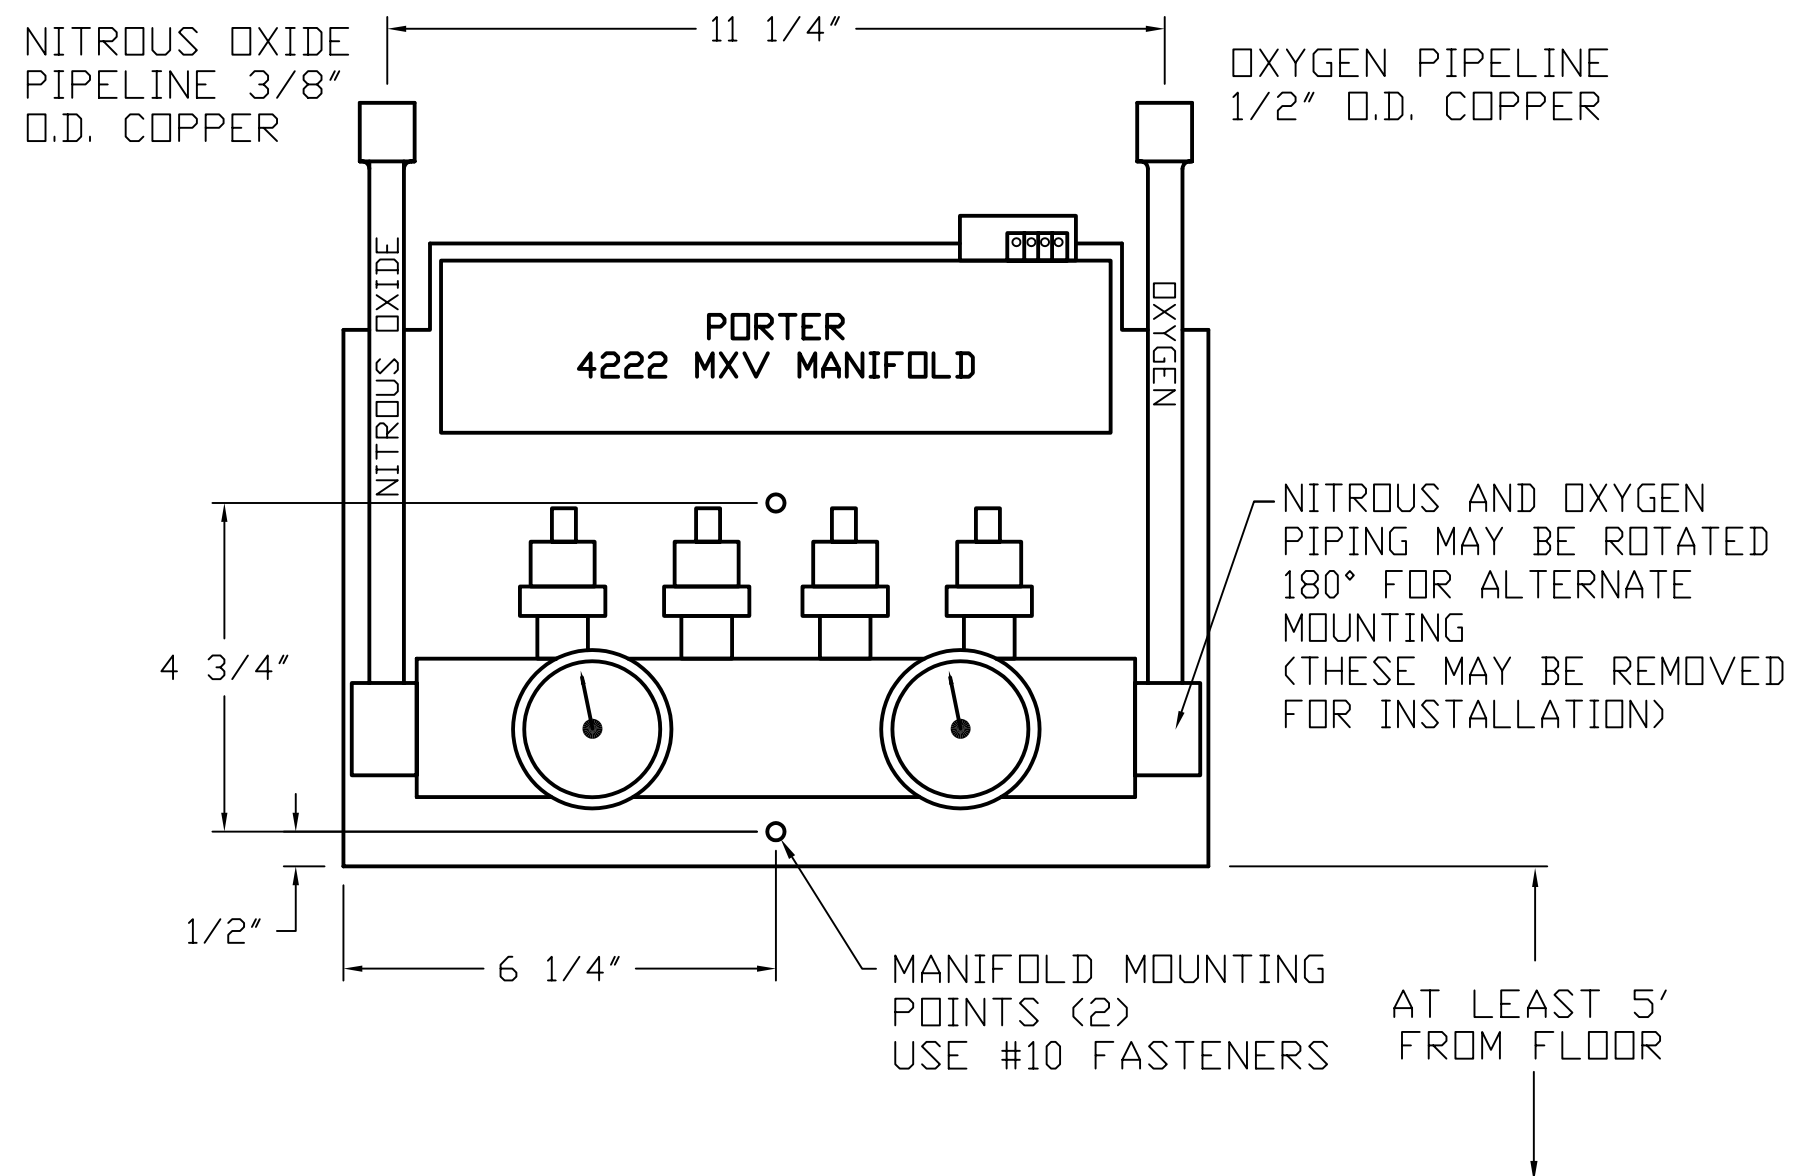 11 1/4"
NITROUS OXIDE
PIPELINE 3/8"
O.D. COPPER
OXYGEN PIPELINE
1/2" O.D. COPPER
NITROUS OXIDE
OXYGEN
PORTER
4222 MXV MANIFOLD
NITROUS AND OXYGEN
PIPING MAY BE ROTATED
180° FOR ALTERNATE
MOUNTING
(THESE MAY BE REMOVED
FOR INSTALLATION)
4 3/4"
1/2"
6 1/4"
MANIFOLD MOUNTING
POINTS (2)
USE #10 FASTENERS
AT LEAST 5'
FROM FLOOR